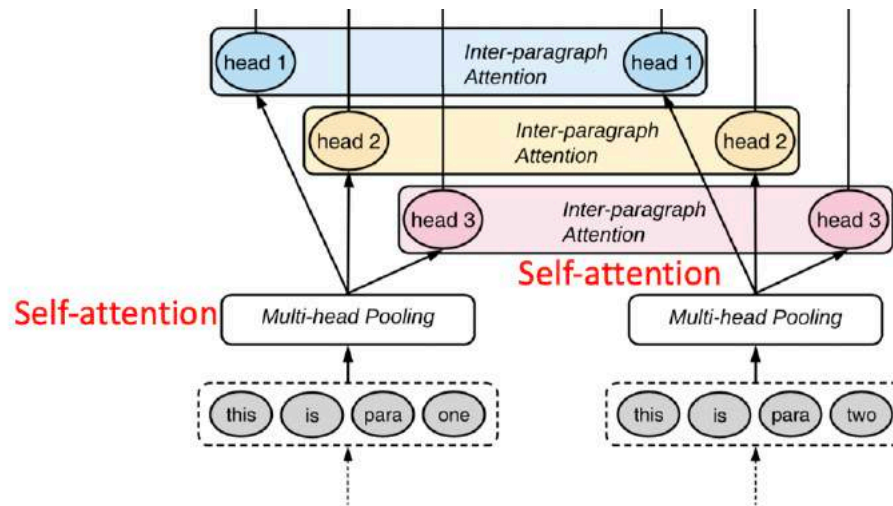 head 1
Inter-paragraph
Attention
head 1
head 2
Inter-paragraph
Attention
head 2
head 3
Inter-paragraph
Attention
head 3
Self-attention
Self-attention
Multi-head Pooling
Multi-head Pooling
this is para one
this is para two